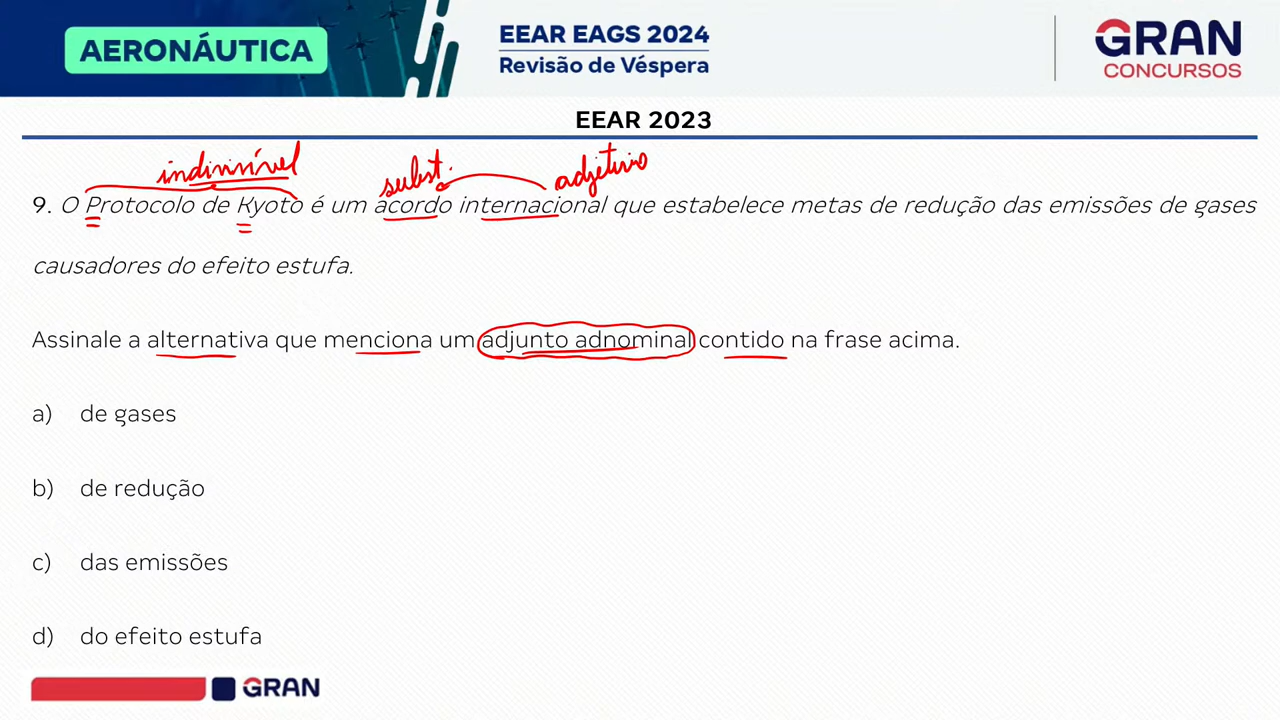 AERONÁUTICA
EEAR EAGS 2024
Revisão de Véspera
GRAN
CONCURSOS
EEAR 2023
indivisível
subst.
adjetivo
9. O Protocolo de Kyoto é um acordo internacional que estabelece metas de redução das emissões de gases
causadores do efeito estufa.
Assinale a alternativa que menciona um adjunto adnominal contido na frase acima.
a) de gases
b) de redução
c) das emissões
d) do efeito estufa
GRAN